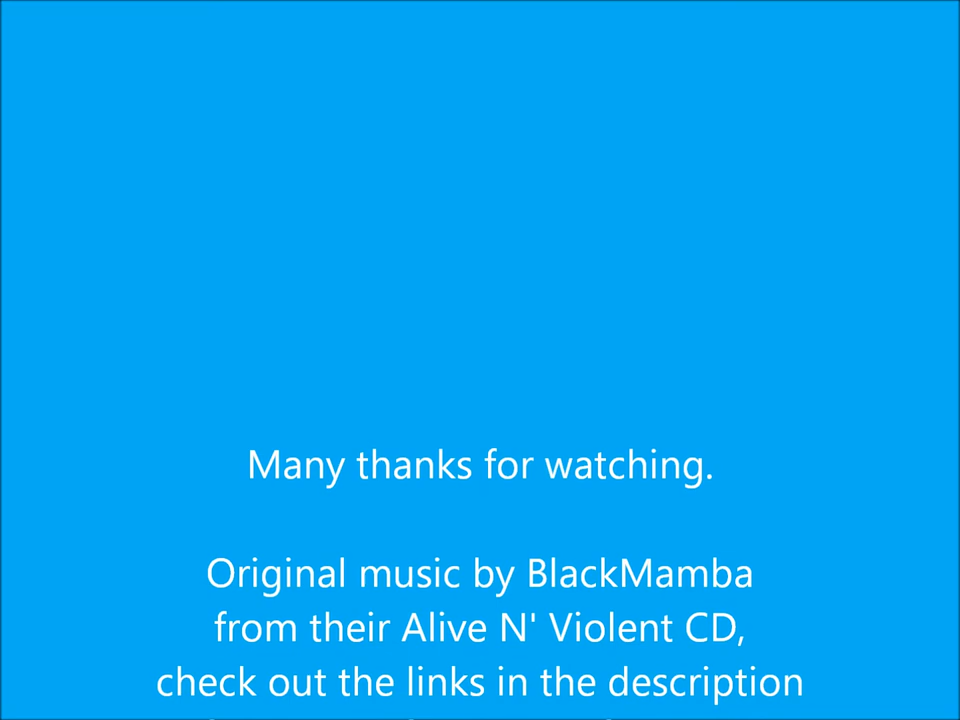 Many thanks for watching.
Original music by BlackMamba
from their Alive N' Violent CD,
check out the links in the description